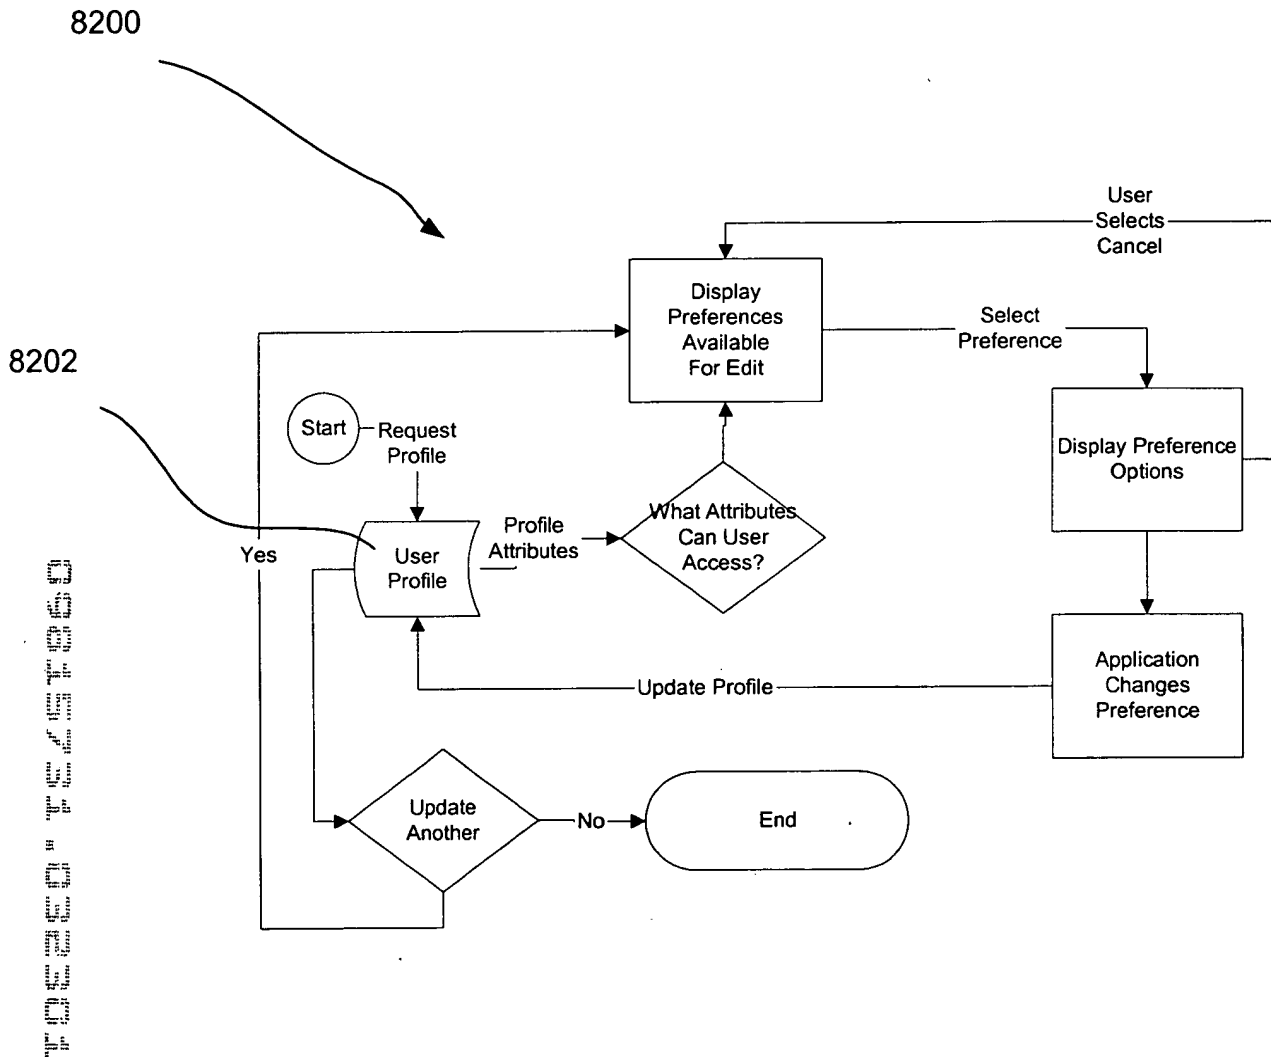 8200
User
Selects
Cancel
Display
Preferences
Available
For Edit
Select
Preference
8202
Start
Request
Profile
Display Preference
Options
What Attributes
Can User
Access?
Profile
Attributes
User
Profile
Yes
Application
Changes
Preference
Update Profile
Update
Another
No
End